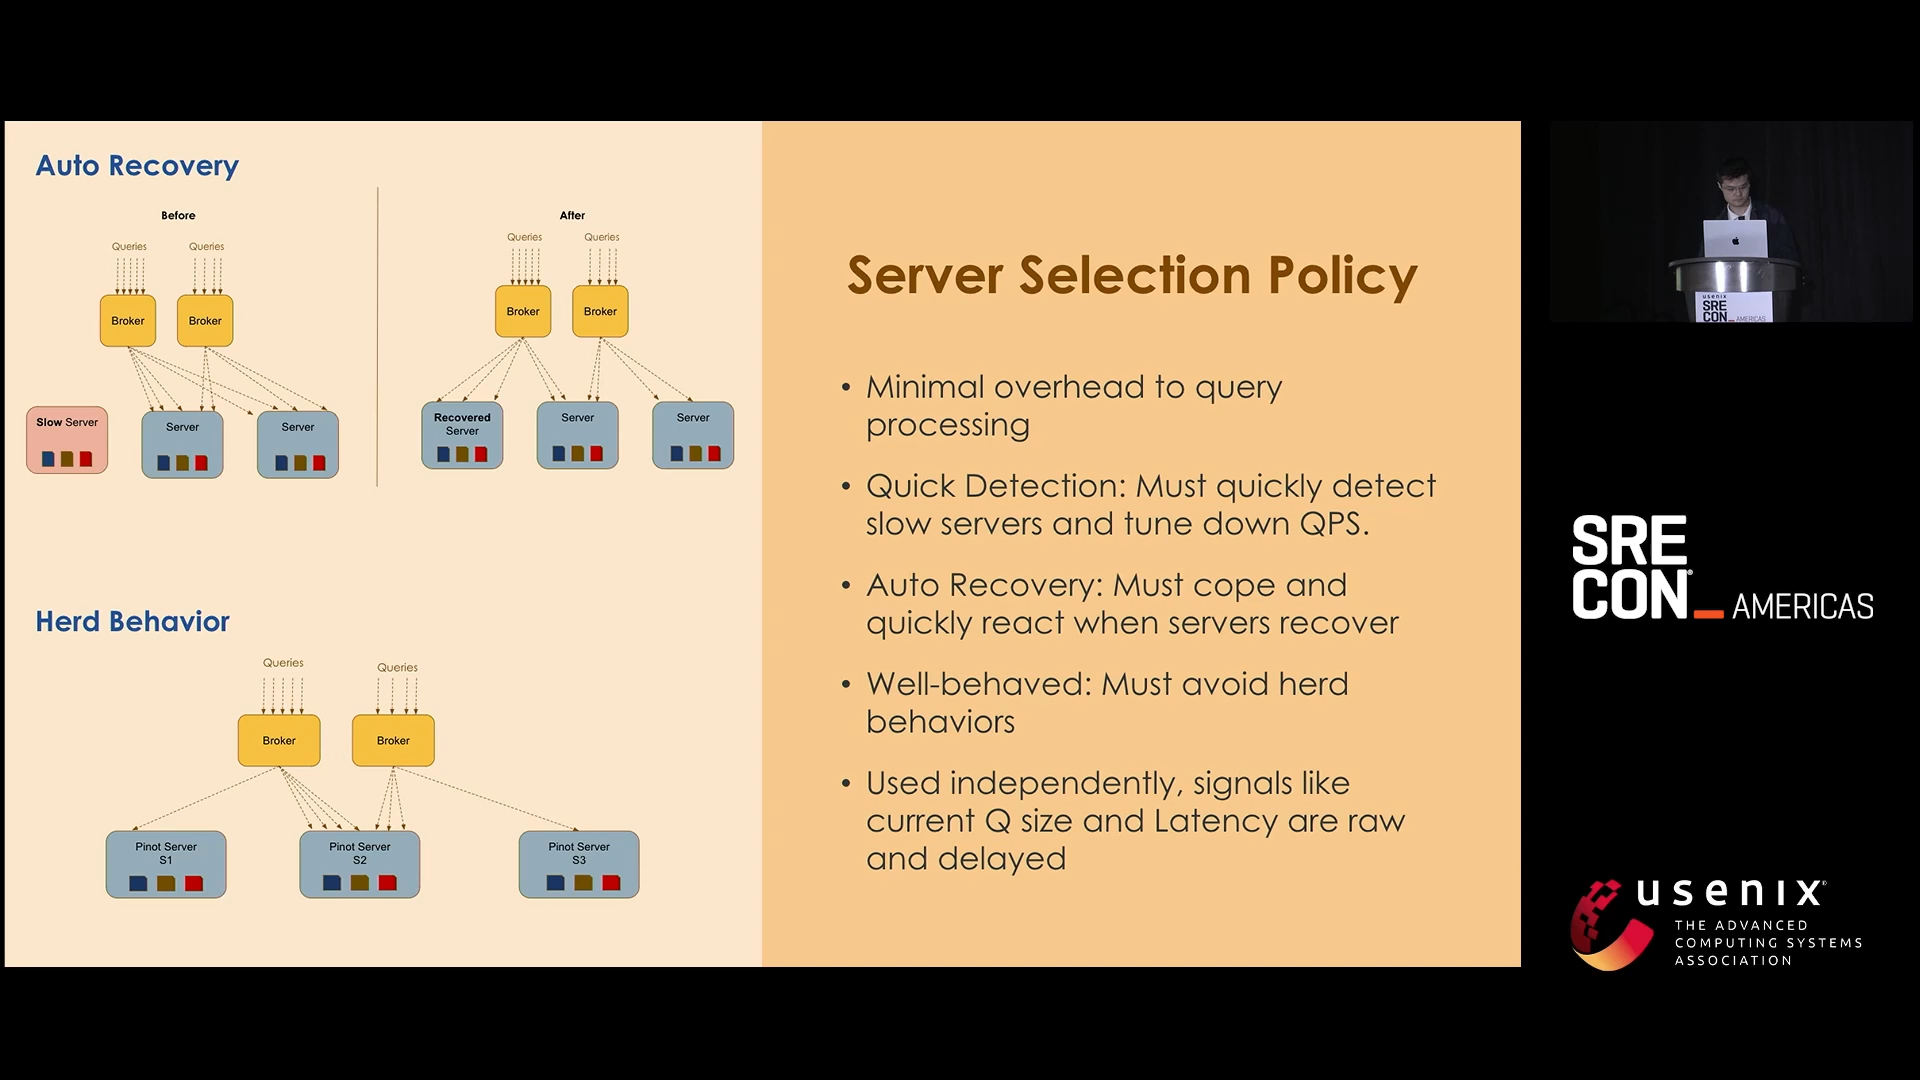 Auto Recovery
Before
Queries
Queries
Broker
Broker
Slow Server
Server
Server
After
Queries
Queries
Broker
Broker
Recovered
Server
Server
Server
Herd Behavior
Queries
Queries
Broker
Broker
Pinot Server
S1
Pinot Server
S2
Pinot Server
S3
Server Selection Policy
• Minimal overhead to query
processing
• Quick Detection: Must quickly detect
slow servers and tune down QPS.
• Auto Recovery: Must cope and
quickly react when servers recover
• Well-behaved: Must avoid herd
behaviors
• Used independently, signals like
current Q size and Latency are raw
and delayed
usenix
SRE
CON_AMERICAS
SRE
CON®_AMERICAS
usenix®
THE ADVANCED
COMPUTING SYSTEMS
ASSOCIATION